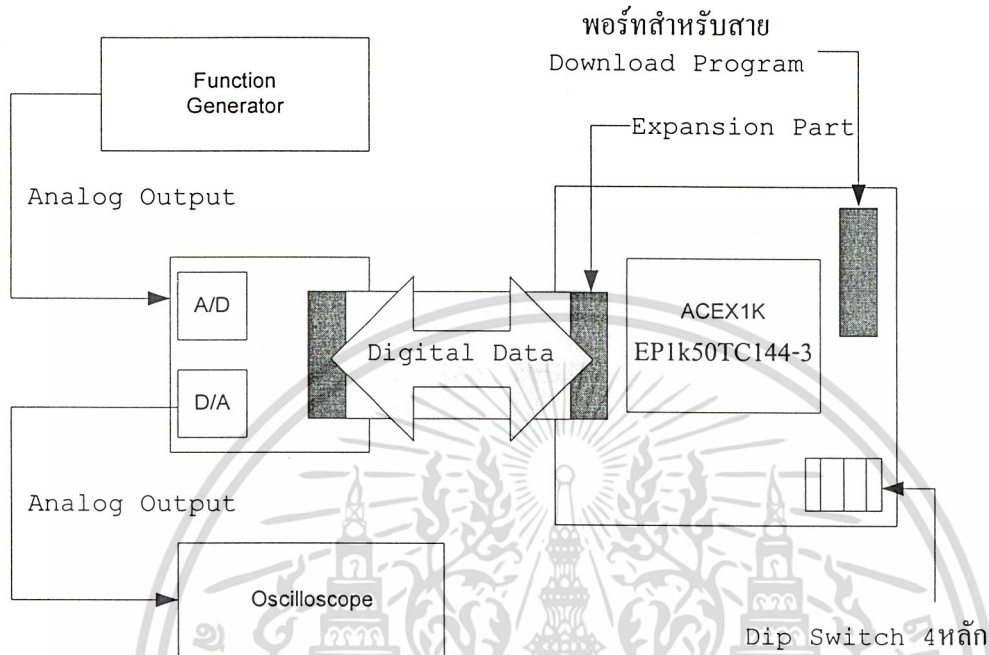 พอร์ทสำหรับสาย
Download Program
Function
Generator
Expansion Part
Analog Output
A/D
ACEX1K
EP1k50TC144-3
Digital Data
D/A
Analog Output
Oscilloscope
Dip Switch 4หลัก